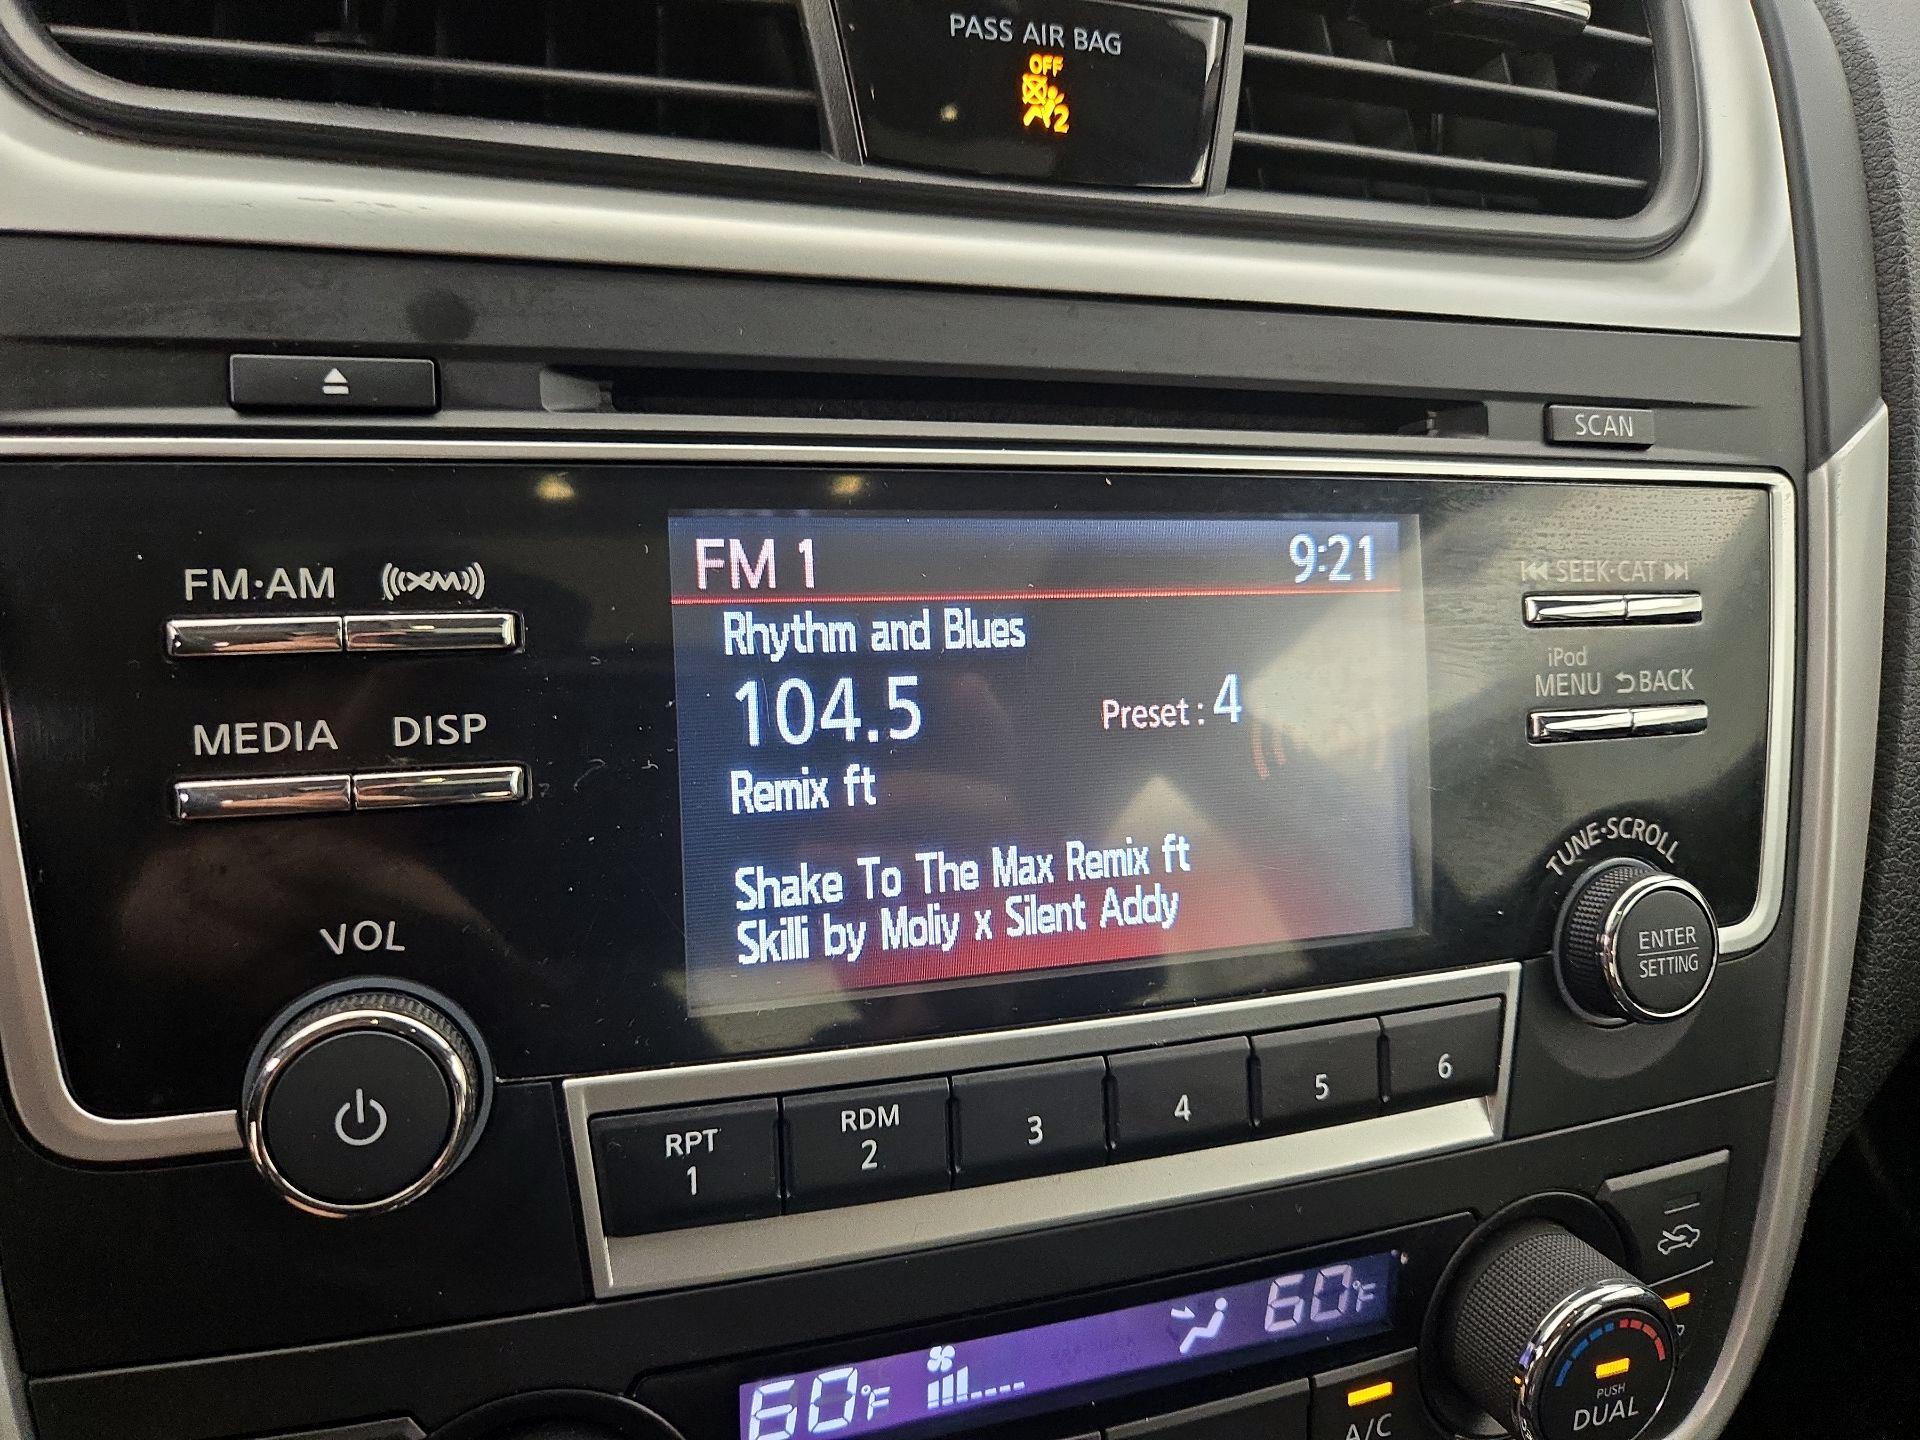 PASS AIR BAG
OFF
2
SCAN
FM·AM
XM
FM 1
9:21
SEEK·CAT
Rhythm and Blues
iPod
MENU BACK
104.5
Preset : 4
MEDIA
DISP
Remix ft
TUNE·SCROLL
Shake To The Max Remix ft
Skilli by Moliy x Silent Addy
VOL
ENTER
SETTING
RPT
1
RDM
2
3
4
5
6
60°F
60°F
A/C
PUSH
DUAL